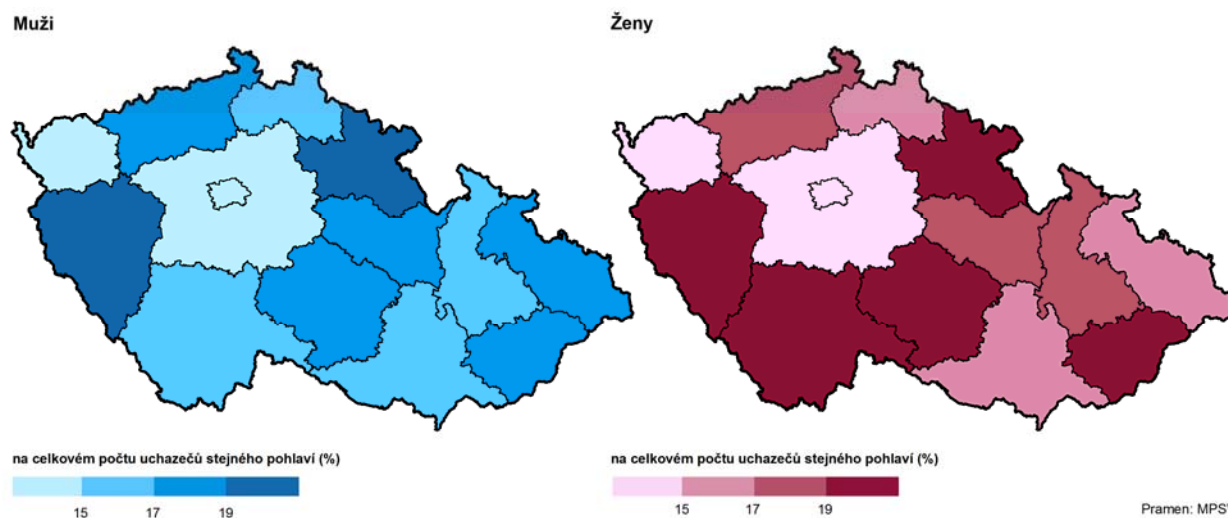 Muži
Ženy
na celkovém počtu uchazečů stejného pohlaví (%)
15 17 19
na celkovém počtu uchazečů stejného pohlaví (%)
15 17 19
Pramen: MPS